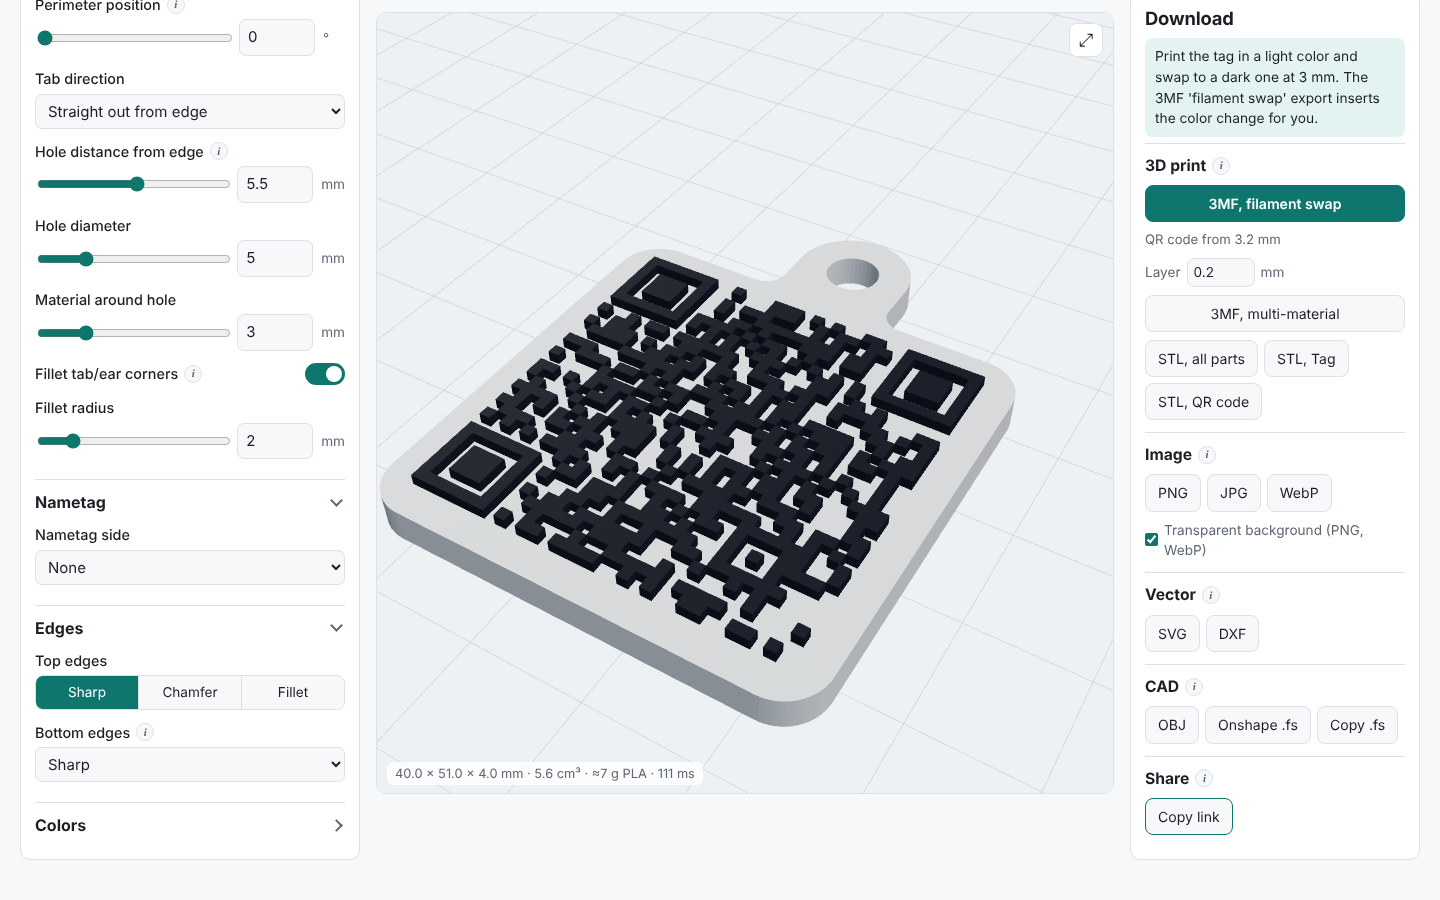 Perimeter position i
0 °
Tab direction
Straight out from edge
Hole distance from edge i
5.5 mm
Hole diameter
5 mm
Material around hole
3 mm
Fillet tab/ear corners i
Fillet radius
2 mm
Nametag
Nametag side
None
Edges
Top edges
Sharp Chamfer Fillet
Bottom edges i
Sharp
Colors
40.0 × 51.0 × 4.0 mm · 5.6 cm³ · ≈7 g PLA · 111 ms
Download
Print the tag in a light color and
swap to a dark one at 3 mm. The
3MF 'filament swap' export inserts
the color change for you.
3D print i
3MF, filament swap
QR code from 3.2 mm
Layer 0.2 mm
3MF, multi-material
STL, all parts STL, Tag
STL, QR code
Image i
PNG JPG WebP
Transparent background (PNG,
WebP)
Vector i
SVG DXF
CAD i
OBJ Onshape .fs Copy .fs
Share i
Copy link